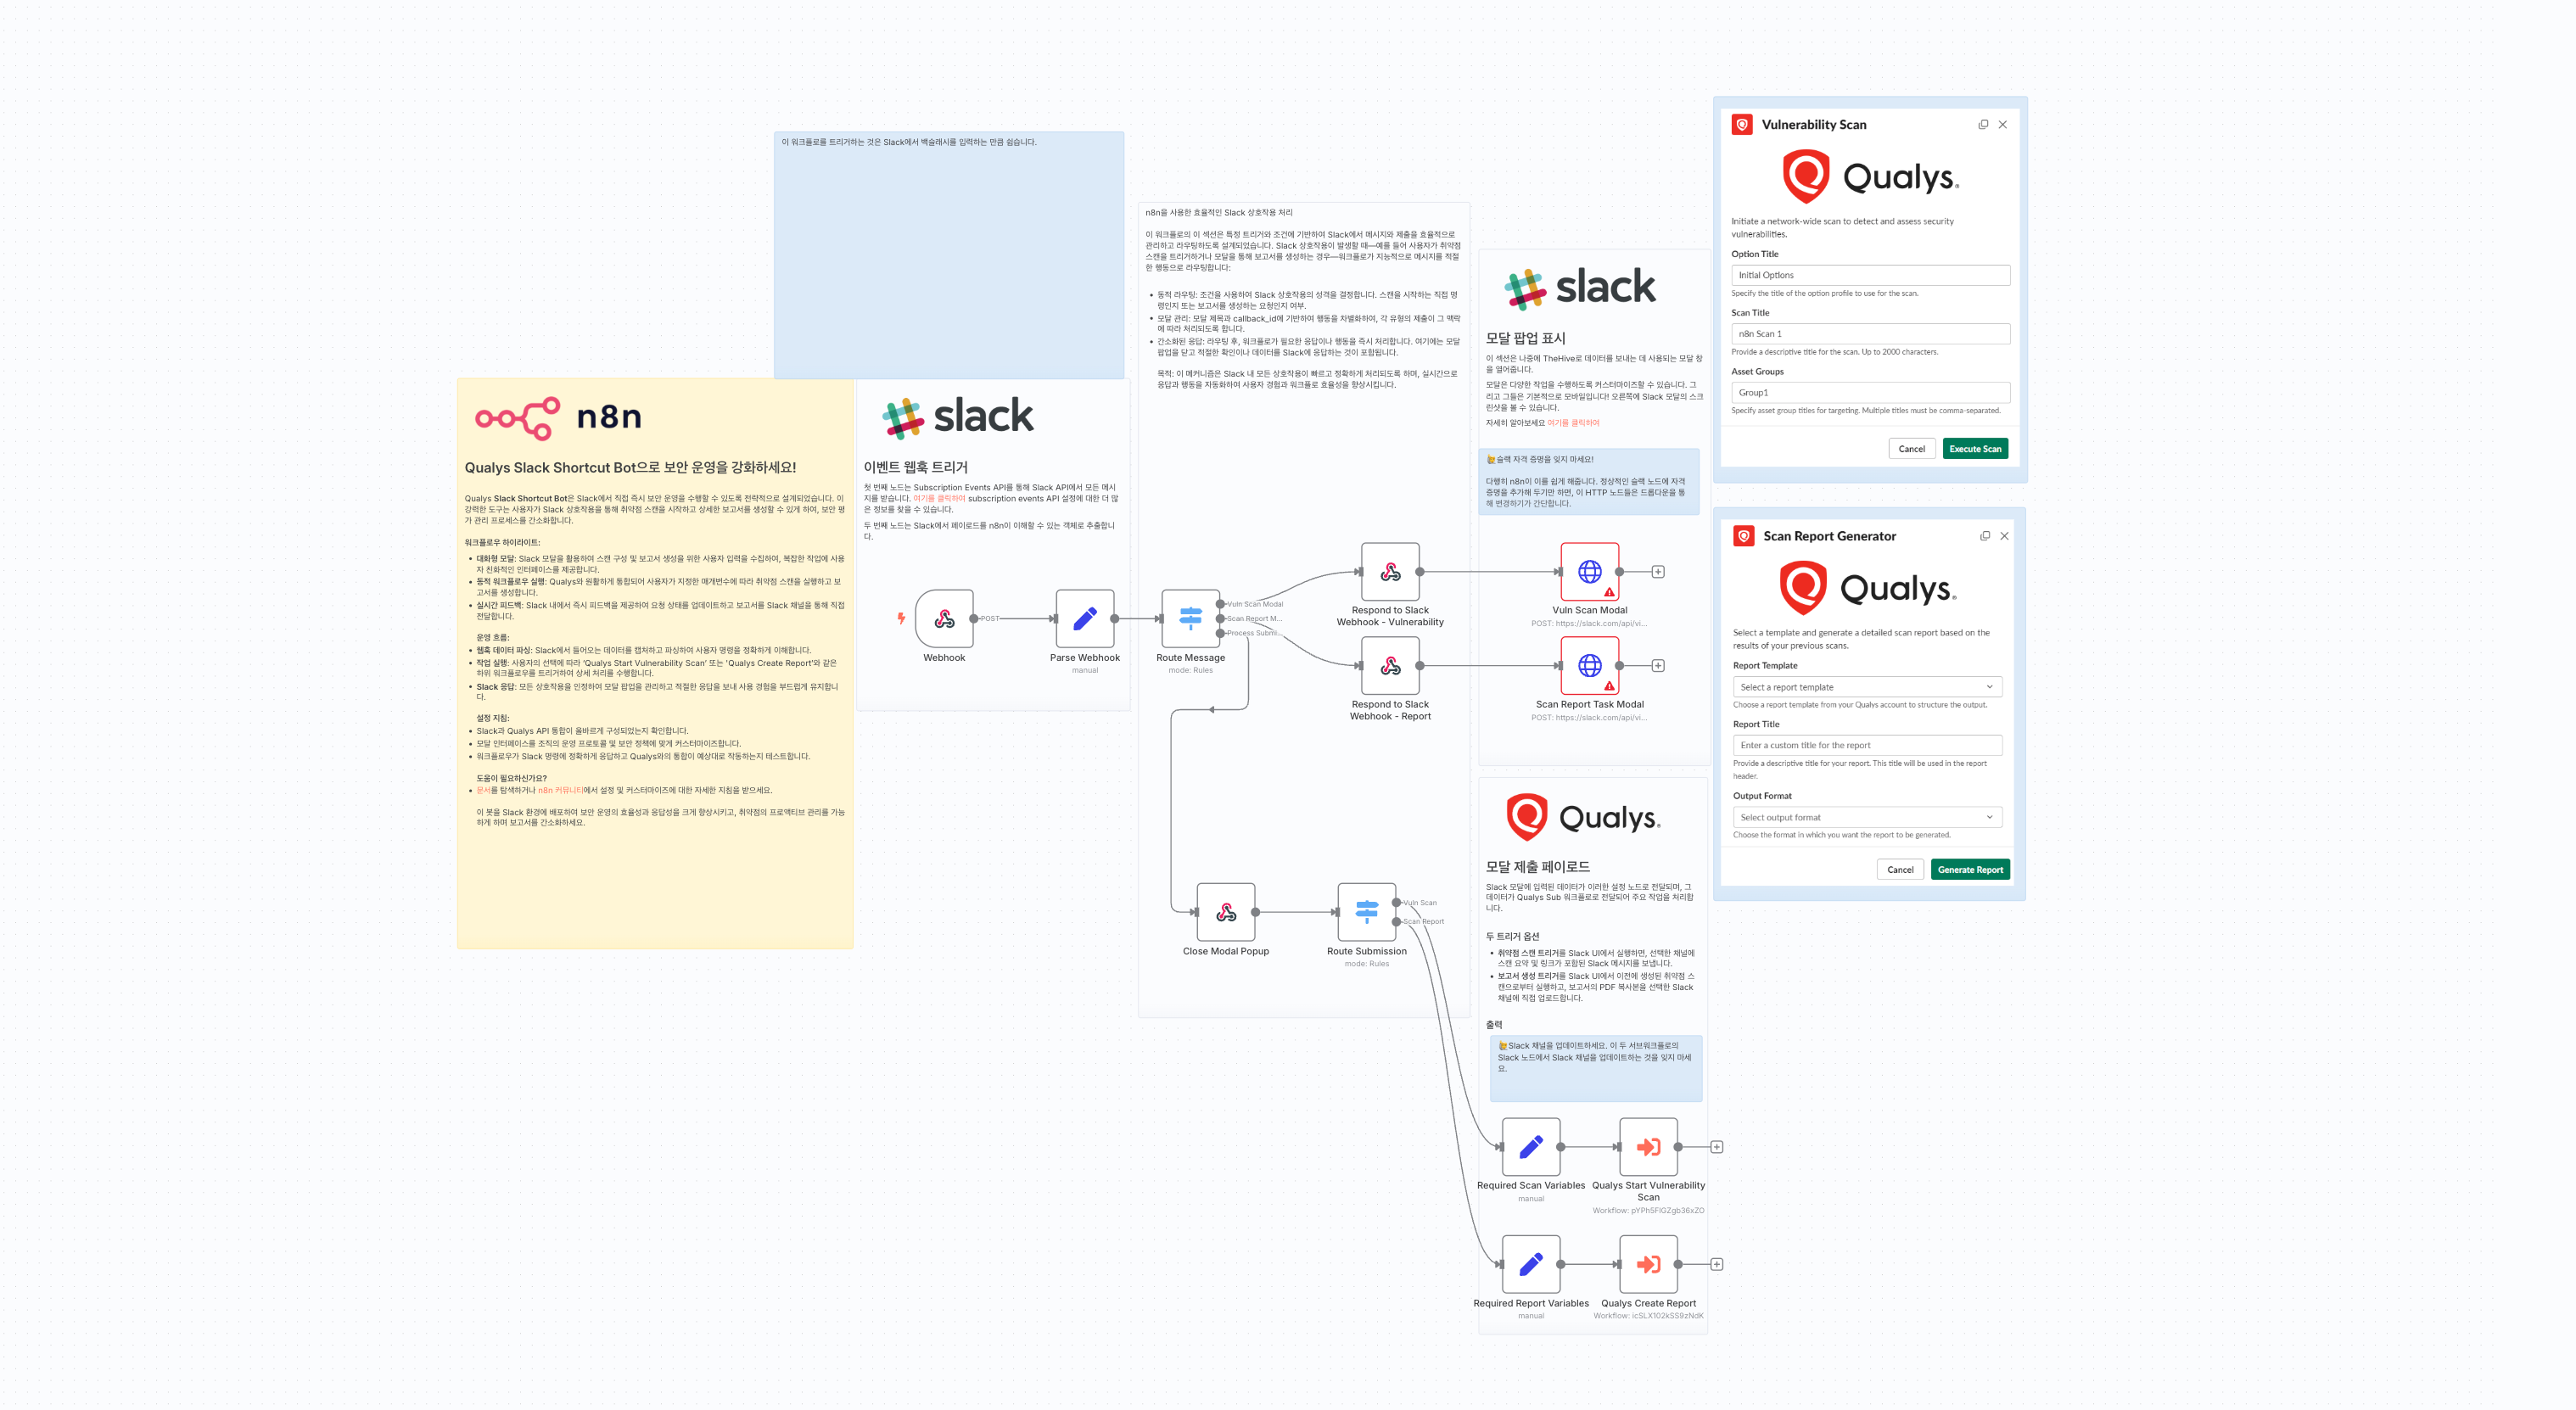 이 워크플로를 트리거하는 것은 Slack에서 백슬래시를 입력하는 만큼 쉽습니다.
n8n
Qualys Slack Shortcut Bot으로 보안 운영을 강화하세요!
Qualys Slack Shortcut Bot은 Slack에서 직접 즉시 보안 운영을 수행할 수 있도록 전략적으로 설계되었습니다. 이
강력한 도구는 사용자가 Slack 상호작용을 통해 취약점 스캔을 시작하고 상세한 보고서를 생성할 수 있게 하여, 보안 평
가 관리 프로세스를 간소화합니다.
워크플로우 하이라이트:
• 대화형 모달: Slack 모달을 활용하여 스캔 구성 및 보고서 생성을 위한 사용자 입력을 수집하여, 복잡한 작업에 사용
자 친화적인 인터페이스를 제공합니다.
• 동적 워크플로우 실행: Qualys와 원활하게 통합되어 사용자가 지정한 매개변수에 따라 취약점 스캔을 실행하고 보
고서를 생성합니다.
• 실시간 피드백: Slack 내에서 즉시 피드백을 제공하여 요청 상태를 업데이트하고 보고서를 Slack 채널을 통해 직접
전달합니다.
운영 흐름:
• 웹훅 데이터 파싱: Slack에서 들어오는 데이터를 캡처하고 파싱하여 사용자 명령을 정확하게 이해합니다.
• 작업 실행: 사용자의 선택에 따라 'Qualys Start Vulnerability Scan' 또는 'Qualys Create Report'와 같은
하위 워크플로우를 트리거하여 상세 처리를 수행합니다.
• Slack 응답: 모든 상호작용을 인정하여 모달 팝업을 관리하고 적절한 응답을 보내 사용 경험을 부드럽게 유지합니
다.
설정 지침:
• Slack과 Qualys API 통합이 올바르게 구성되었는지 확인합니다.
• 모달 인터페이스를 조직의 운영 프로토콜 및 보안 정책에 맞게 커스터마이즈합니다.
• 워크플로우가 Slack 명령에 정확하게 응답하고 Qualys와의 통합이 예상대로 작동하는지 테스트합니다.
도움이 필요하신가요?
• 문서를 탐색하거나 n8n 커뮤니티에서 설정 및 커스터마이즈에 대한 자세한 지침을 받으세요.
이 봇을 Slack 환경에 배포하여 보안 운영의 효율성과 응답성을 크게 향상시키고, 취약점의 프로액티브 관리를 가능
하게 하며 보고서를 간소화하세요.
slack
이벤트 웹훅 트리거
첫 번째 노드는 Subscription Events API를 통해 Slack API에서 모든 메시
지를 받습니다. 여기를 클릭하여 subscription events API 설정에 대한 더 많
은 정보를 찾을 수 있습니다.
두 번째 노드는 Slack에서 페이로드를 n8n이 이해할 수 있는 객체로 추출합니
다.
Webhook
POST
Parse Webhook
manual
n8n을 사용한 효율적인 Slack 상호작용 처리
이 워크플로의 이 섹션은 특정 트리거와 조건에 기반하여 Slack에서 메시지와 제출을 효율적으로
관리하고 라우팅하도록 설계되었습니다. Slack 상호작용이 발생할 때—예를 들어 사용자가 취약점
스캔을 트리거하거나 모달을 통해 보고서를 생성하는 경우—워크플로가 지능적으로 메시지를 적절
한 행동으로 라우팅합니다:
• 동적 라우팅: 조건을 사용하여 Slack 상호작용의 성격을 결정합니다. 스캔을 시작하는 직접 명
령인지 또는 보고서를 생성하는 요청인지 여부.
• 모달 관리: 모달 제목과 callback_id에 기반하여 행동을 차별화하여, 각 유형의 제출이 그 맥락
에 따라 처리되도록 합니다.
• 간소화된 응답: 라우팅 후, 워크플로가 필요한 응답이나 행동을 즉시 처리합니다. 여기에는 모달
팝업을 닫고 적절한 확인이나 데이터를 Slack에 응답하는 것이 포함됩니다.
목적: 이 메커니즘은 Slack 내 모든 상호작용이 빠르고 정확하게 처리되도록 하며, 실시간으로
응답과 행동을 자동화하여 사용자 경험과 워크플로 효율성을 향상시킵니다.
Route Message
mode: Rules
Vuln Scan Modal
Scan Report M...
Process Submi...
Respond to Slack
Webhook - Vulnerability
Respond to Slack
Webhook - Report
Close Modal Popup
Route Submission
mode: Rules
Vuln Scan
Scan Report
slack
모달 팝업 표시
이 섹션은 나중에 TheHive로 데이터를 보내는 데 사용되는 모달 창
을 열어줍니다.
모달은 다양한 작업을 수행하도록 커스터마이즈할 수 있습니다. 그
리고 그들은 기본적으로 모바일입니다! 오른쪽에 Slack 모달의 스크
린샷을 볼 수 있습니다.
자세히 알아보세요 여기를 클릭하여
🙋슬랙 자격 증명을 잊지 마세요!
다행히 n8n이 이를 쉽게 해줍니다. 정상적인 슬랙 노드에 자격
증명을 추가해 두기만 하면, 이 HTTP 노드들은 드롭다운을 통
해 변경하기가 간단합니다.
Vuln Scan Modal
POST: https://slack.com/api/vi...
Scan Report Task Modal
POST: https://slack.com/api/vi...
Qualys.
모달 제출 페이로드
Slack 모달에 입력된 데이터가 이러한 설정 노드로 전달되며, 그
데이터가 Qualys Sub 워크플로로 전달되어 주요 작업을 처리합
니다.
두 트리거 옵션
• 취약점 스캔 트리거를 Slack UI에서 실행하면, 선택한 채널에
스캔 요약 및 링크가 포함된 Slack 메시지를 보냅니다.
• 보고서 생성 트리거를 Slack UI에서 이전에 생성된 취약점 스
캔으로부터 실행하고, 보고서의 PDF 복사본을 선택한 Slack
채널에 직접 업로드합니다.
출력
🙋Slack 채널을 업데이트하세요. 이 두 서브워크플로의
Slack 노드에서 Slack 채널을 업데이트하는 것을 잊지 마세
요.
Required Scan Variables
manual
Qualys Start Vulnerability
Scan
Workflow: pYPh5FlGZgb36xZO
Required Report Variables
manual
Qualys Create Report
Workflow: icSLX102kSS9zNdK
Vulnerability Scan
Qualys.
Initiate a network-wide scan to detect and assess security
vulnerabilities.
Option Title
Initial Options
Specify the title of the option profile to use for the scan.
Scan Title
n8n Scan 1
Provide a descriptive title for the scan. Up to 2000 characters.
Asset Groups
Group1
Specify asset group titles for targeting. Multiple titles must be comma-separated.
Cancel
Execute Scan
Scan Report Generator
Qualys.
Select a template and generate a detailed scan report based on the
results of your previous scans.
Report Template
Select a report template
Choose a report template from your Qualys account to structure the output.
Report Title
Enter a custom title for the report
Provide a descriptive title for your report. This title will be used in the report
header.
Output Format
Select output format
Choose the format in which you want the report to be generated.
Cancel
Generate Report